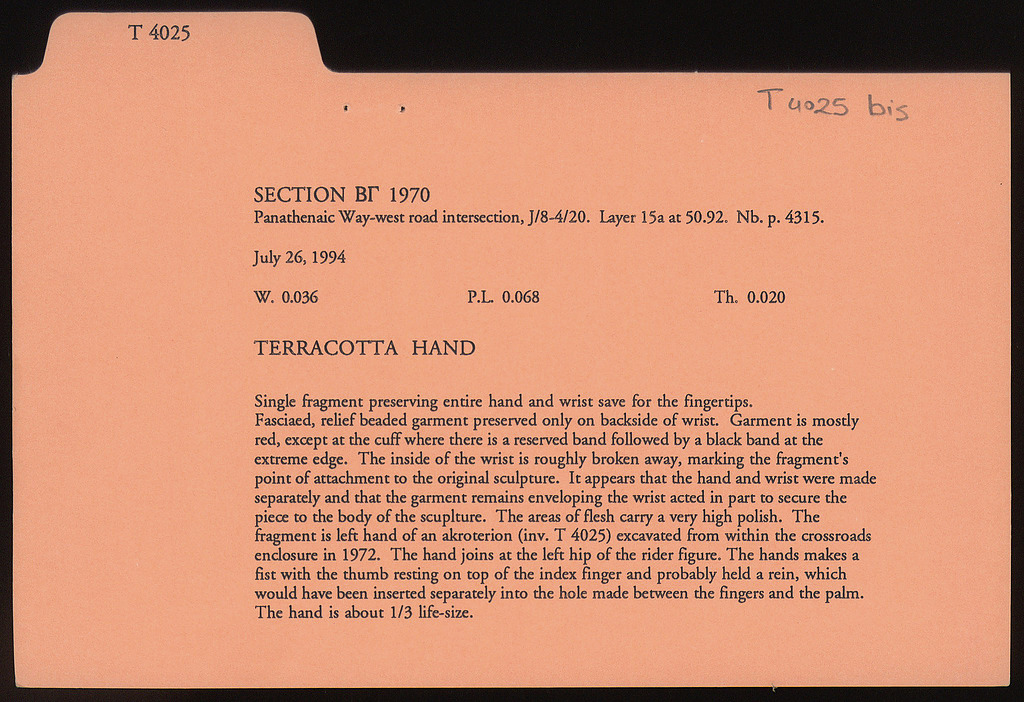 T 4025
T 4025 bis
SECTION ΒΓ 1970
Panathenaic Way-west road intersection, J/8-4/20. Layer 15a at 50.92. Nb. p. 4315.
July 26, 1994
W. 0.036 P.L. 0.068 Th. 0.020
TERRACOTTA HAND
Single fragment preserving entire hand and wrist save for the fingertips.
Fasciaed, relief beaded garment preserved only on backside of wrist. Garment is mostly
red, except at the cuff where there is a reserved band followed by a black band at the
extreme edge. The inside of the wrist is roughly broken away, marking the fragment's
point of attachment to the original sculpture. It appears that the hand and wrist were made
separately and that the garment remains enveloping the wrist acted in part to secure the
piece to the body of the scuplture. The areas of flesh carry a very high polish. The
fragment is left hand of an akroterion (inv. T 4025) excavated from within the crossroads
enclosure in 1972. The hand joins at the left hip of the rider figure. The hands makes a
fist with the thumb resting on top of the index finger and probably held a rein, which
would have been inserted separately into the hole made between the fingers and the palm.
The hand is about 1/3 life-size.